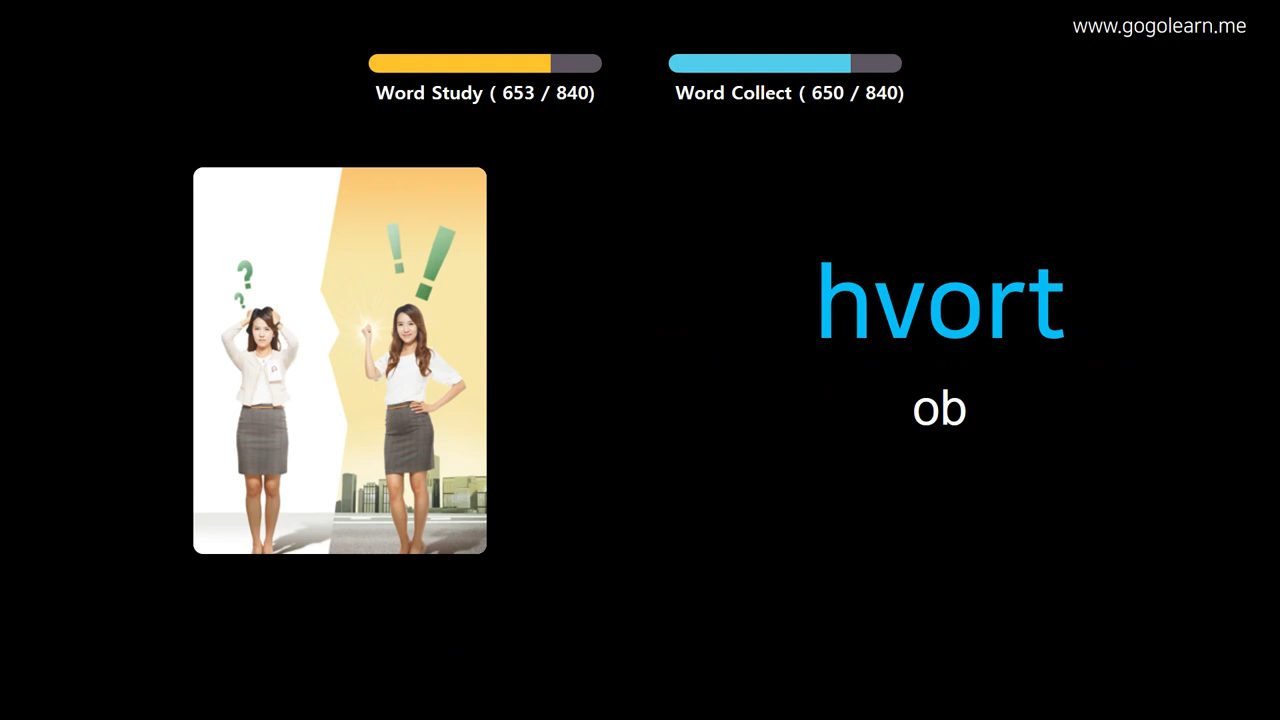 www.gogolearn.me
Word Study ( 653 / 840)
Word Collect ( 650 / 840)
? ?
! !
hvort
ob